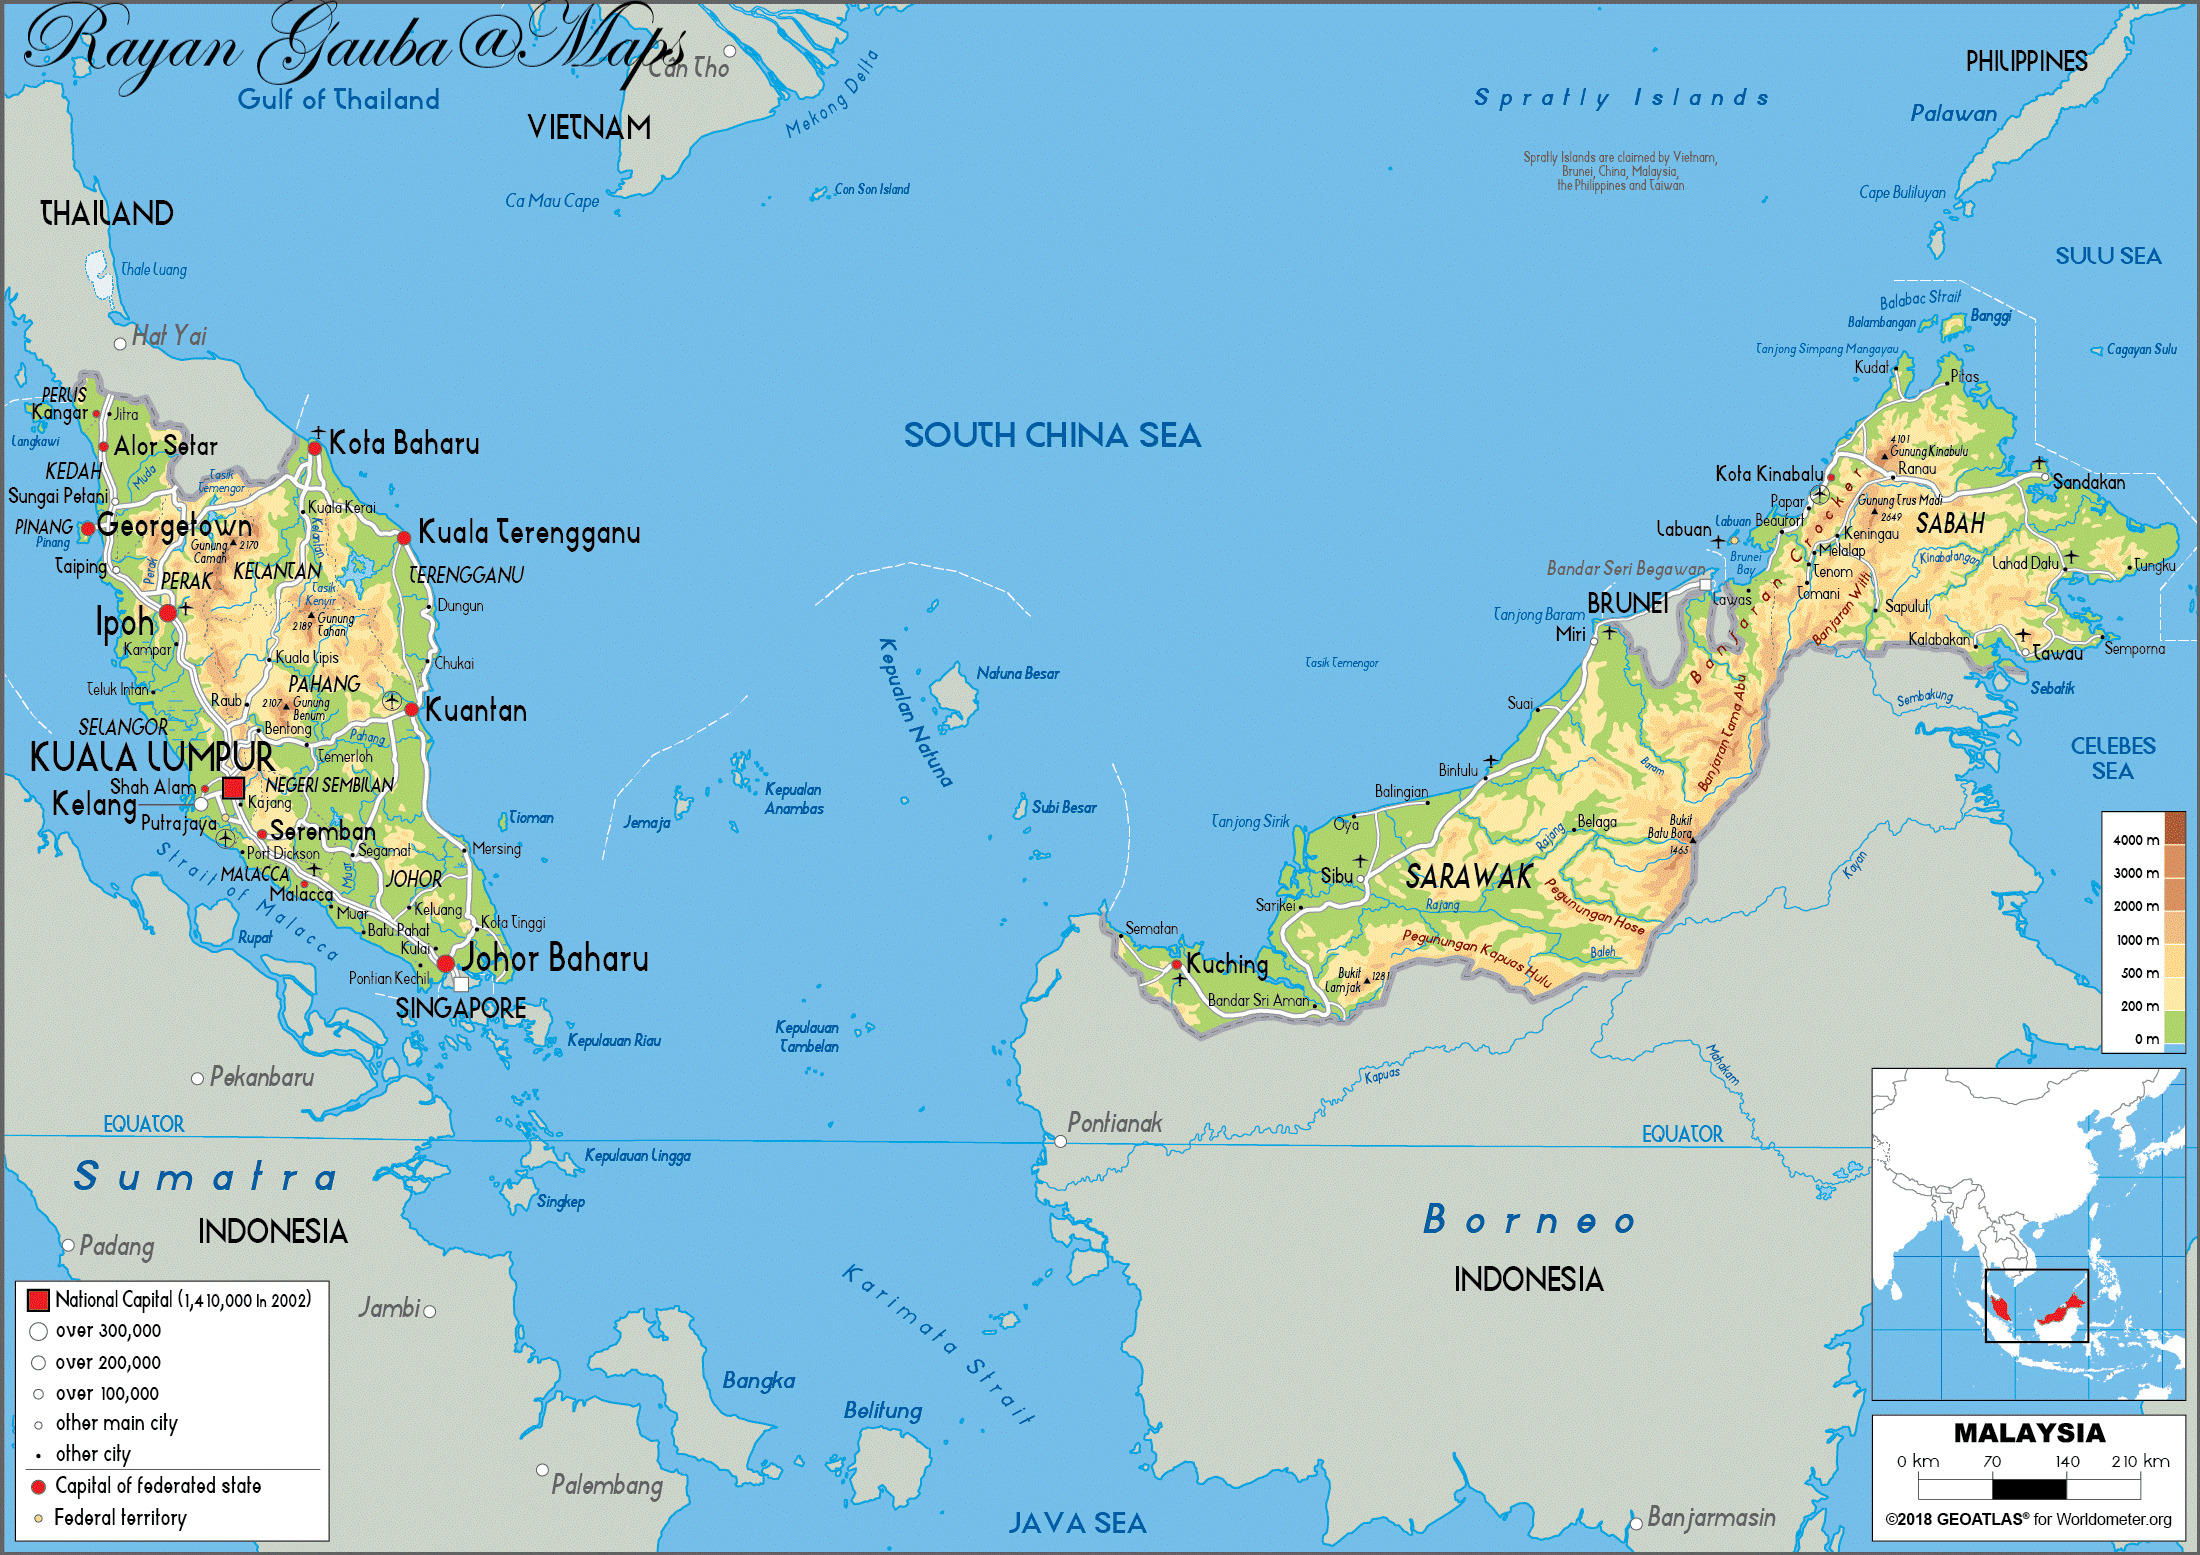 Rayan Gauba@Maps
Gulf of Thailand
VIETNAM
Cân Tho
Mekong Delta
Ca Mau Cape
Con Son Island
Spratly Islands
Spratly Islands are claimed by Vietnam,
Brunei, China, Malaysia,
the Philippines and Taiwan
PHILIPPINES
Palawan
Cape Buliluyan
SULU SEA
Balabac Strait
Balambangan
Banggi
Cagayan Sulu
Tanjong Simpang Mangayau
THAILAND
Thale Luang
Hat Yai
PERLIS
Kangar
Jitra
Langkawi
Alor Setar
KEDAH
Muda
Tasik
Temengor
Sungai Petani
PINANG
Pinang
Georgetown
Gunung
Camah
2170
Taiping
Perak
PERAK
KELANTAN
Kelantan
Kota Baharu
Kuala Kerai
Kuala Terengganu
TERENGGANU
Tasik
Kenyir
2189
Gunung
Tahan
Dungun
Ipoh
Kampar
Kuala Lipis
Chukai
Teluk Intan
Raub
PAHANG
2107
Gunung
Benum
Kuantan
SELANGOR
Bentong
Pahang
Temerloh
KUALA LUMPUR
Shah Alam
NEGERI SEMBILAN
Kelang
Kajang
Putrajaya
Seremban
Port Dickson
Segamat
Mersing
Tioman
MALACCA
Malacca
Muar
JOHOR
Muar
Keluang
Kota Tinggi
Batu Pahat
Kulai
Johor Baharu
Pontian Kechil
SINGAPORE
Strait of Malacca
Rupat
SOUTH CHINA SEA
Kepualan Natuna
Natuna Besar
Kepualan
Anambas
Jemaja
Subi Besar
Kepulauan
Tambelan
Kepulauan Riau
Pekanbaru
EQUATOR
Sumatra
INDONESIA
Padang
Kepulauan Lingga
Singkep
Jambi
Karimata Strait
Bangka
Belitung
Palembang
JAVA SEA
Kudat
Pitas
4101
Gunung Kinabulu
Ranau
Kota Kinabalu
Papar
Gunung Trus Madi
2649
SABAH
Sandakan
Labuan
Labuan
Beaufort
Keningau
Melalap
Brunei
Bay
Kinabatangan
Lahad Datu
Tungku
Bandar Seri Begawan
BRUNEI
Lawas
Tenom
Tomani
Sapulut
Banjaran Crocker
Banjaran Witti
Kalabakan
Tawau
Semporna
Sebatik
Sembakung
Tanjong Baram
Miri
Tasik Temengor
Suai
Banjaran Tama Abu
CELEBES
SEA
Bintulu
Baram
Balingian
Tanjong Sirik
Oya
Rajang
Belaga
Bukit
Batu Bora
1465
Sibu
SARAWAK
Pegunungan Hose
Kayan
Sarikei
Rajang
Pegunungan Kapuas Hulu
Baleh
Sematan
Kuching
Bukit
Lamjak
1281
Bandar Sri Aman
Kapuas
Mahakam
Pontianak
EQUATOR
Borneo
INDONESIA
Banjarmasin
4000 m
3000 m
2000 m
1000 m
500 m
200 m
0 m
National Capital (1,410,000 In 2002)
over 300,000
over 200,000
over 100,000
other main city
other city
Capital of federated state
Federal territory
MALAYSIA
0 km 70 140 210 km
©2018 GEOATLAS® for Worldometer.org